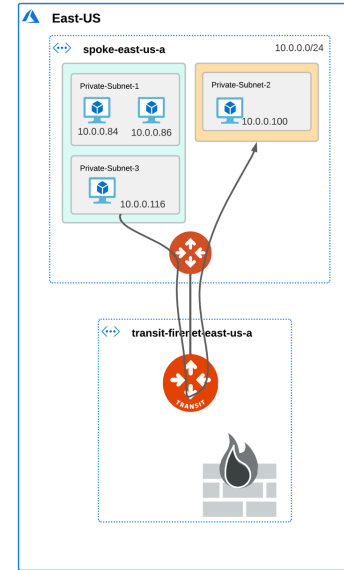 East-US
spoke-east-us-a
10.0.0.0/24
Private-Subnet-1
10.0.0.84
10.0.0.86
Private-Subnet-2
10.0.0.100
Private-Subnet-3
10.0.0.116
transit-firenet-east-us-a
TRANSIT